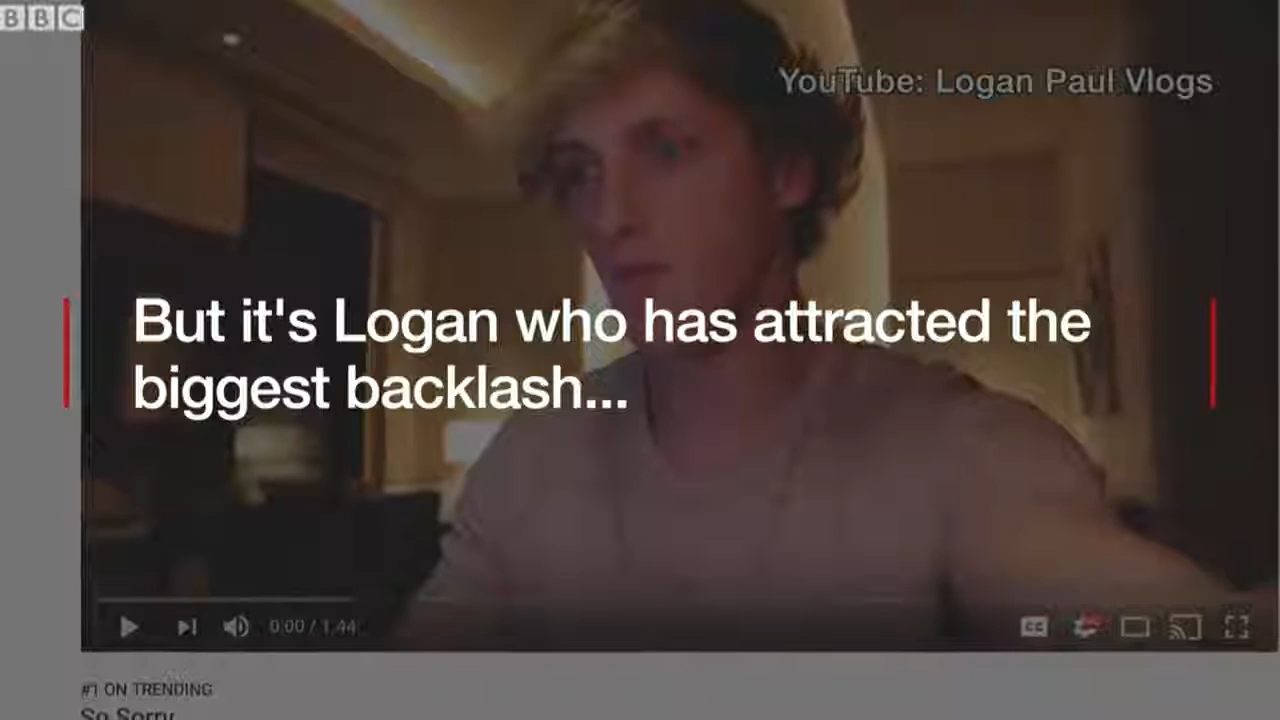 BBC
YouTube: Logan Paul Vlogs
But it's Logan who has attracted the
biggest backlash...
0:00 / 1:44
CC
#1 ON TRENDING
So Sorry.